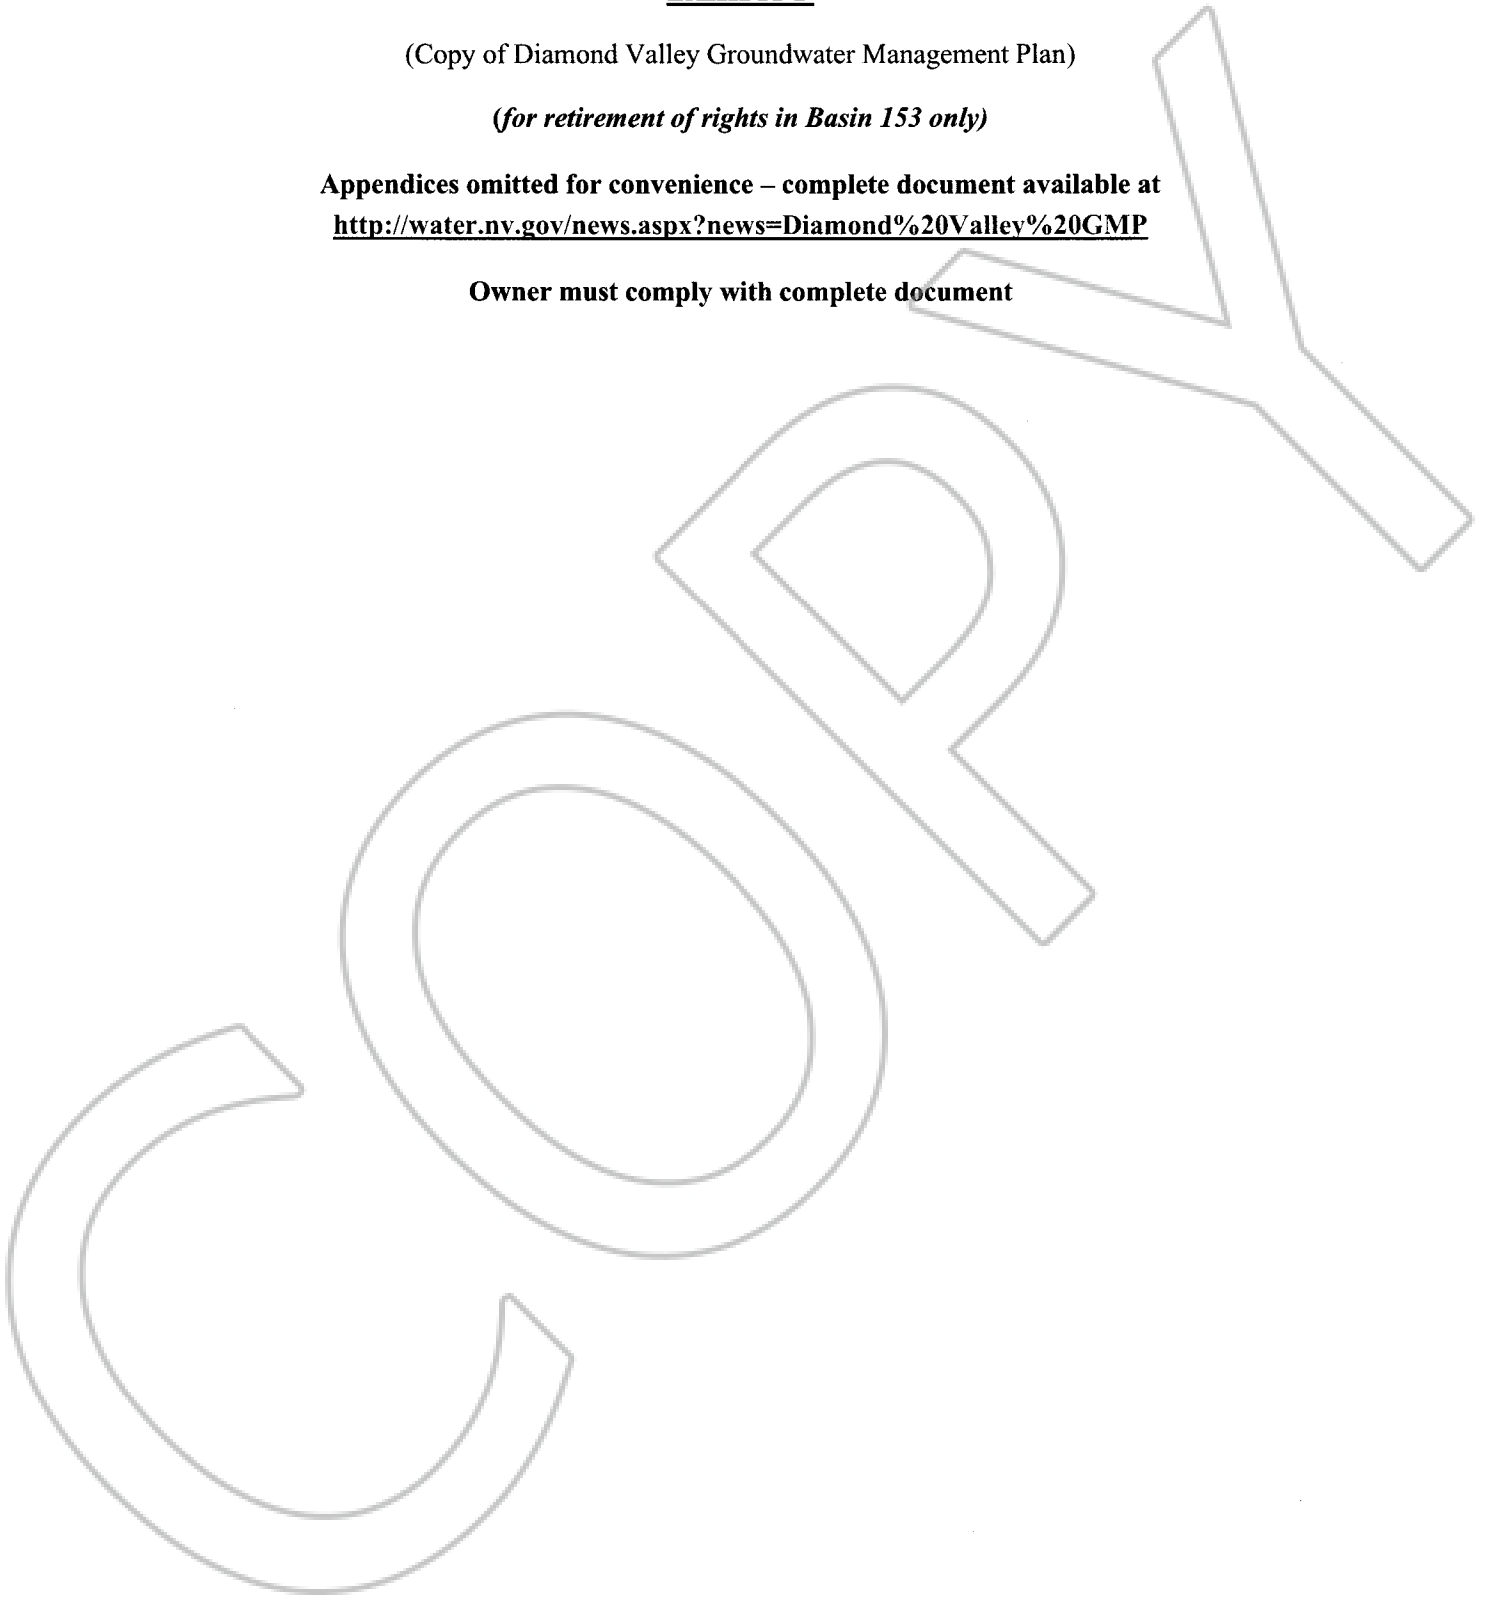 (Copy of Diamond Valley Groundwater Management Plan)
(for retirement of rights in Basin 153 only)
Appendices omitted for convenience – complete document available at
http://water.nv.gov/news.aspx?news=Diamond%20Valley%20GMP
Owner must comply with complete document
COPY